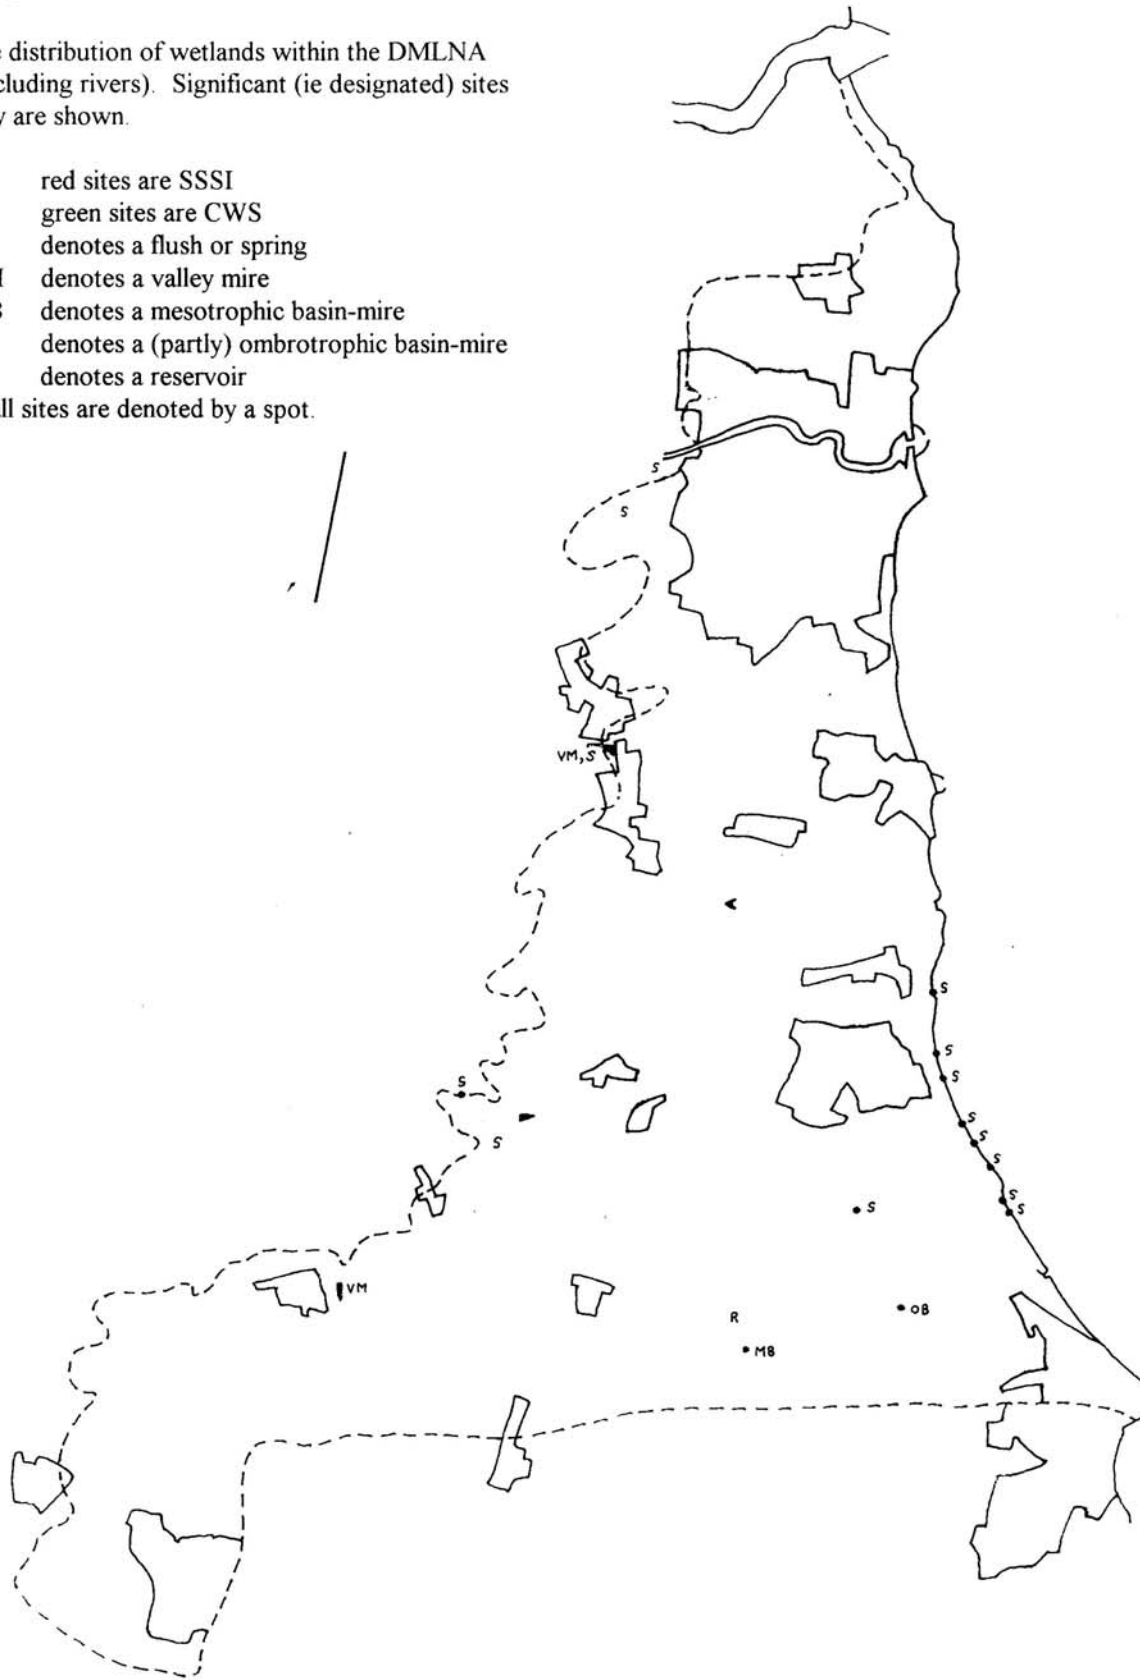 distribution of wetlands within the DMLNA
cluding rivers). Significant (ie designated) sites
y are shown.
red sites are SSSI
green sites are CWS
denotes a flush or spring
denotes a valley mire
denotes a mesotrophic basin-mire
denotes a (partly) ombrotrophic basin-mire
denotes a reservoir
ll sites are denoted by a spot.
S
S
VM, S
S
S
S
S
S
S
S
S
S
S
S
S
VM
OB
R
MB